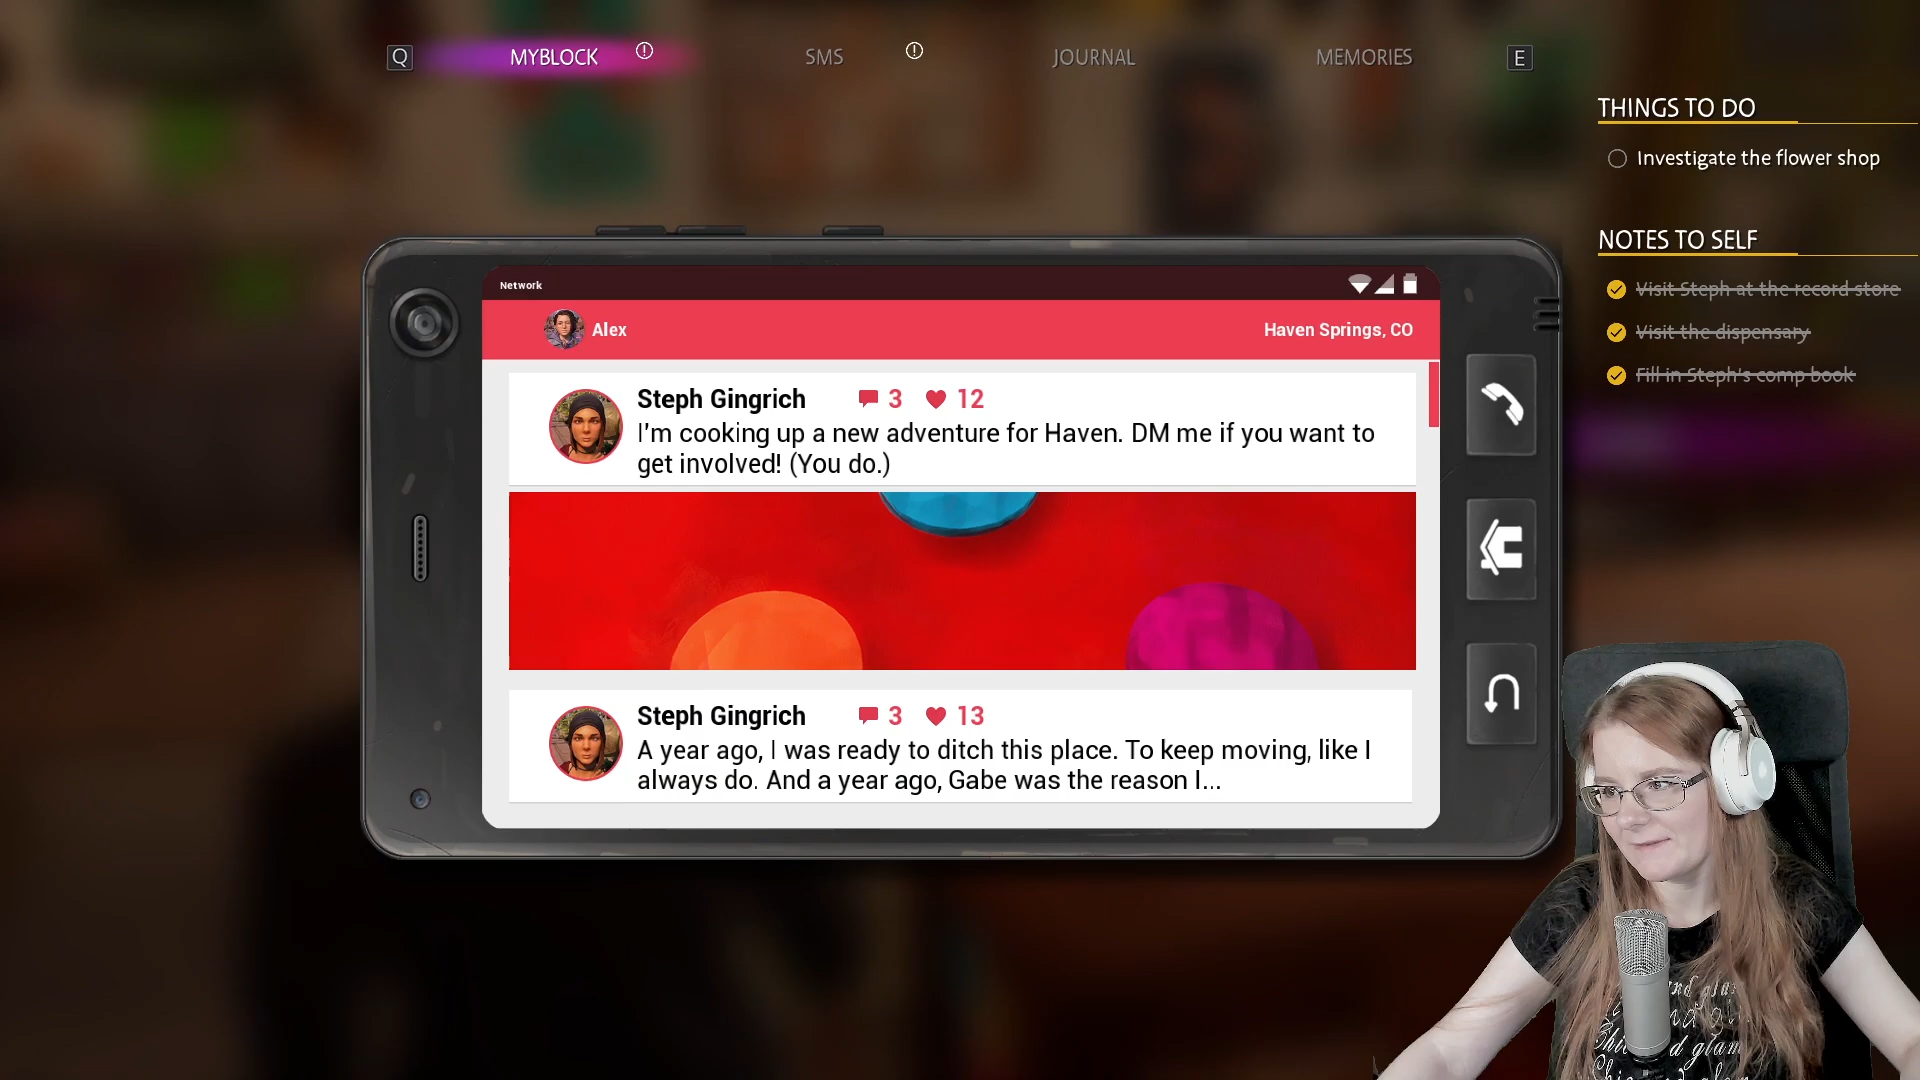 Q
MYBLOCK
SMS
JOURNAL
MEMORIES
E
THINGS TO DO
Investigate the flower shop
NOTES TO SELF
Visit Steph at the record store
Visit the dispensary
Fill in Steph's comp book
Network
Alex
Haven Springs, CO
Steph Gingrich 3 12
I'm cooking up a new adventure for Haven. DM me if you want to
get involved! (You do.)
Steph Gingrich 3 13
A year ago, I was ready to ditch this place. To keep moving, like I
always do. And a year ago, Gabe was the reason I...